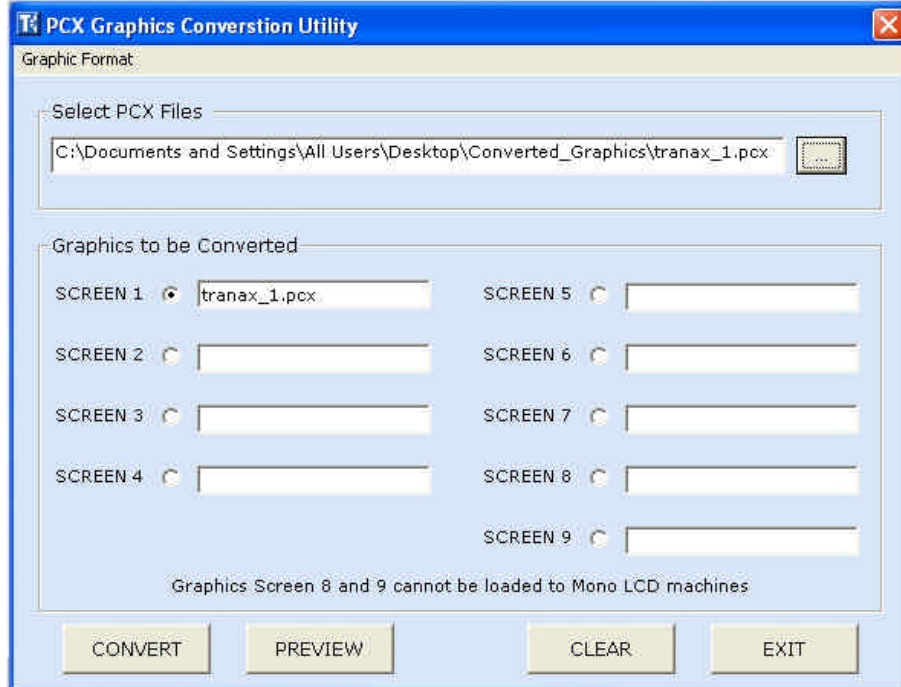 PCX Graphics Converstion Utility
Graphic Format
Select PCX Files
C:\Documents and Settings\All Users\Desktop\Converted_Graphics\tranax_1.pcx
...
Graphics to be Converted
SCREEN 1 tranax_1.pcx
SCREEN 2
SCREEN 3
SCREEN 4
SCREEN 5
SCREEN 6
SCREEN 7
SCREEN 8
SCREEN 9
Graphics Screen 8 and 9 cannot be loaded to Mono LCD machines
CONVERT PREVIEW CLEAR EXIT